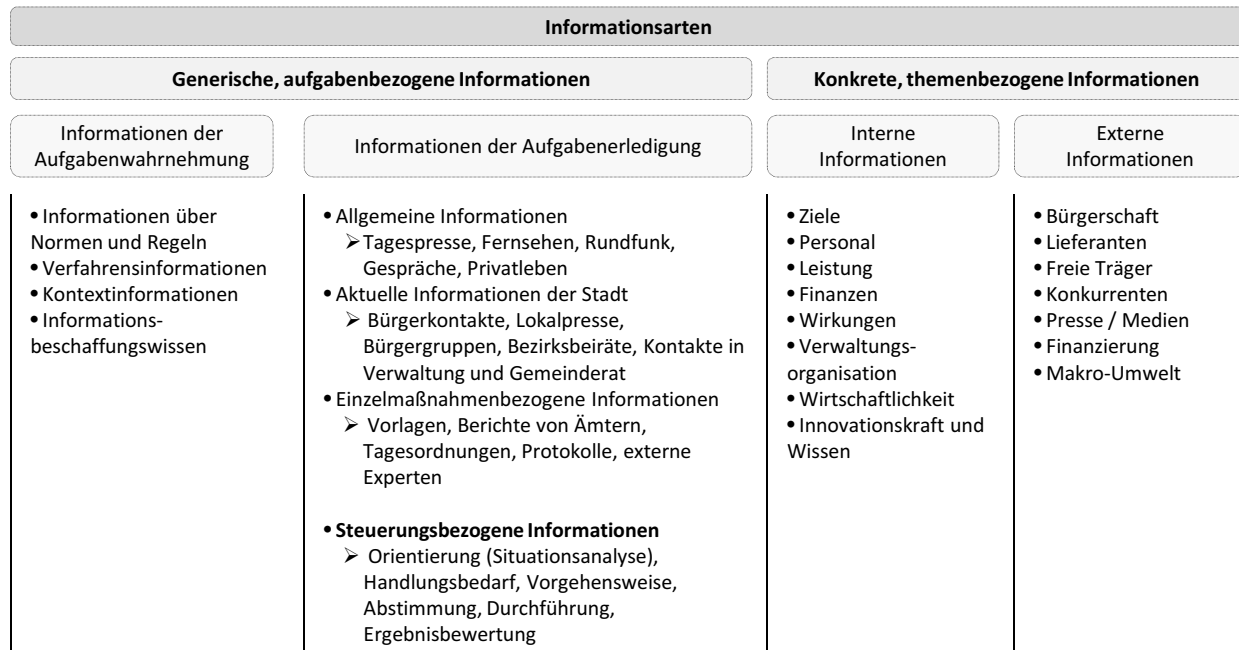 Informationsarten
Generische, aufgabenbezogene Informationen
Konkrete, themenbezogene Informationen
Informationen der
Aufgabenwahrnehmung
Informationen der Aufgabenerledigung
Interne
Informationen
Externe
Informationen
• Informationen über
Normen und Regeln
• Verfahrensinformationen
• Kontextinformationen
• Informations-
beschaffungswissen
• Allgemeine Informationen
➢ Tagespresse, Fernsehen, Rundfunk,
Gespräche, Privatleben
• Aktuelle Informationen der Stadt
➢ Bürgerkontakte, Lokalpresse,
Bürgergruppen, Bezirksbeiräte, Kontakte in
Verwaltung und Gemeinderat
• Einzelmaßnahmenbezogene Informationen
➢ Vorlagen, Berichte von Ämtern,
Tagesordnungen, Protokolle, externe
Experten
• Steuerungsbezogene Informationen
➢ Orientierung (Situationsanalyse),
Handlungsbedarf, Vorgehensweise,
Abstimmung, Durchführung,
Ergebnisbewertung
• Ziele
• Personal
• Leistung
• Finanzen
• Wirkungen
• Verwaltungs-
organisation
• Wirtschaftlichkeit
• Innovationskraft und
Wissen
• Bürgerschaft
• Lieferanten
• Freie Träger
• Konkurrenten
• Presse / Medien
• Finanzierung
• Makro-Umwelt